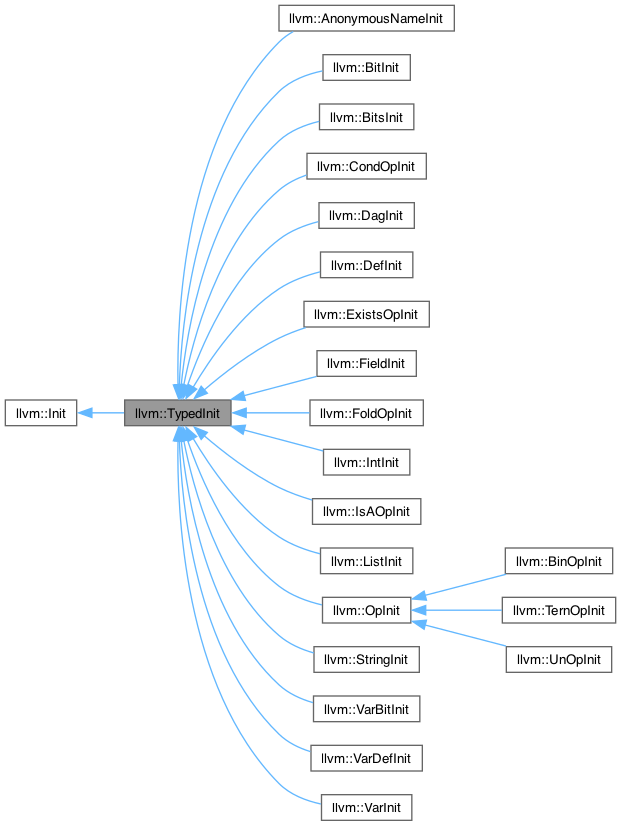 llvm::AnonymousNameInit
llvm::BitInit
llvm::BitsInit
llvm::CondOpInit
llvm::DagInit
llvm::DefInit
llvm::ExistsOpInit
llvm::FieldInit
llvm::Init
llvm::TypedInit
llvm::FoldOpInit
llvm::IntInit
llvm::IsAOpInit
llvm::ListInit
llvm::BinOpInit
llvm::OpInit
llvm::TernOpInit
llvm::StringInit
llvm::UnOpInit
llvm::VarBitInit
llvm::VarDefInit
llvm::VarInit